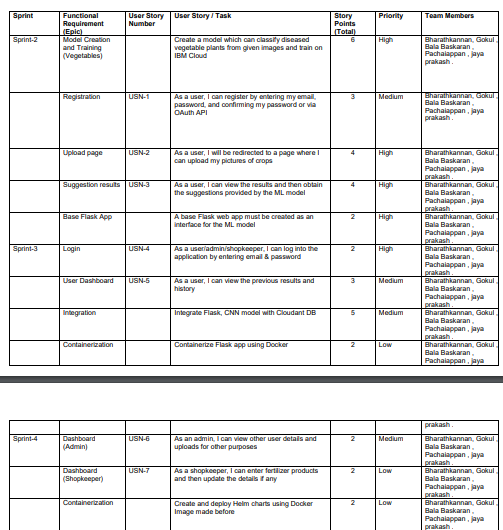 Sprint Functional Requirement (Epic) User Story Number User Story / Task Story Points (Total) Priority Team Members
Sprint-2 Model Creation and Training (Vegetables) Create a model which can classify diseased vegetable plants from given images and train on IBM Cloud 6 High Bharathkannan, Gokul , Bala Baskaran , Pachaiappan , jaya prakash .
Registration USN-1 As a user, I can register by entering my email, password, and confirming my password or via OAuth API 3 Medium Bharathkannan, Gokul , Bala Baskaran , Pachaiappan , jaya prakash .
Upload page USN-2 As a user, I will be redirected to a page where I can upload my pictures of crops 4 High Bharathkannan, Gokul , Bala Baskaran , Pachaiappan , jaya prakash .
Suggestion results USN-3 As a user, I can view the results and then obtain the suggestions provided by the ML model 4 High Bharathkannan, Gokul , Bala Baskaran , Pachaiappan , jaya prakash .
Base Flask App A base Flask web app must be created as an interface for the ML model 2 High Bharathkannan, Gokul , Bala Baskaran , Pachaiappan , jaya prakash .
Sprint-3 Login USN-4 As a user/admin/shopkeeper, I can log into the application by entering email & password 2 High Bharathkannan, Gokul , Bala Baskaran , Pachaiappan , jaya prakash .
User Dashboard USN-5 As a user, I can view the previous results and history 3 Medium Bharathkannan, Gokul , Bala Baskaran , Pachaiappan , jaya prakash .
Integration Integrate Flask, CNN model with Cloudant DB 5 Medium Bharathkannan, Gokul , Bala Baskaran , Pachaiappan , jaya prakash .
Containerization Containerize Flask app using Docker 2 Low Bharathkannan, Gokul , Bala Baskaran , Pachaiappan , jaya
prakash .
Sprint-4 Dashboard (Admin) USN-6 As an admin, I can view other user details and uploads for other purposes 2 Medium Bharathkannan, Gokul , Bala Baskaran , Pachaiappan , jaya prakash .
Dashboard (Shopkeeper) USN-7 As a shopkeeper, I can enter fertilizer products and then update the details if any 2 Low Bharathkannan, Gokul , Bala Baskaran , Pachaiappan , jaya prakash .
Containerization Create and deploy Helm charts using Docker Image made before 2 Low Bharathkannan, Gokul , Bala Baskaran , Pachaiappan , jaya